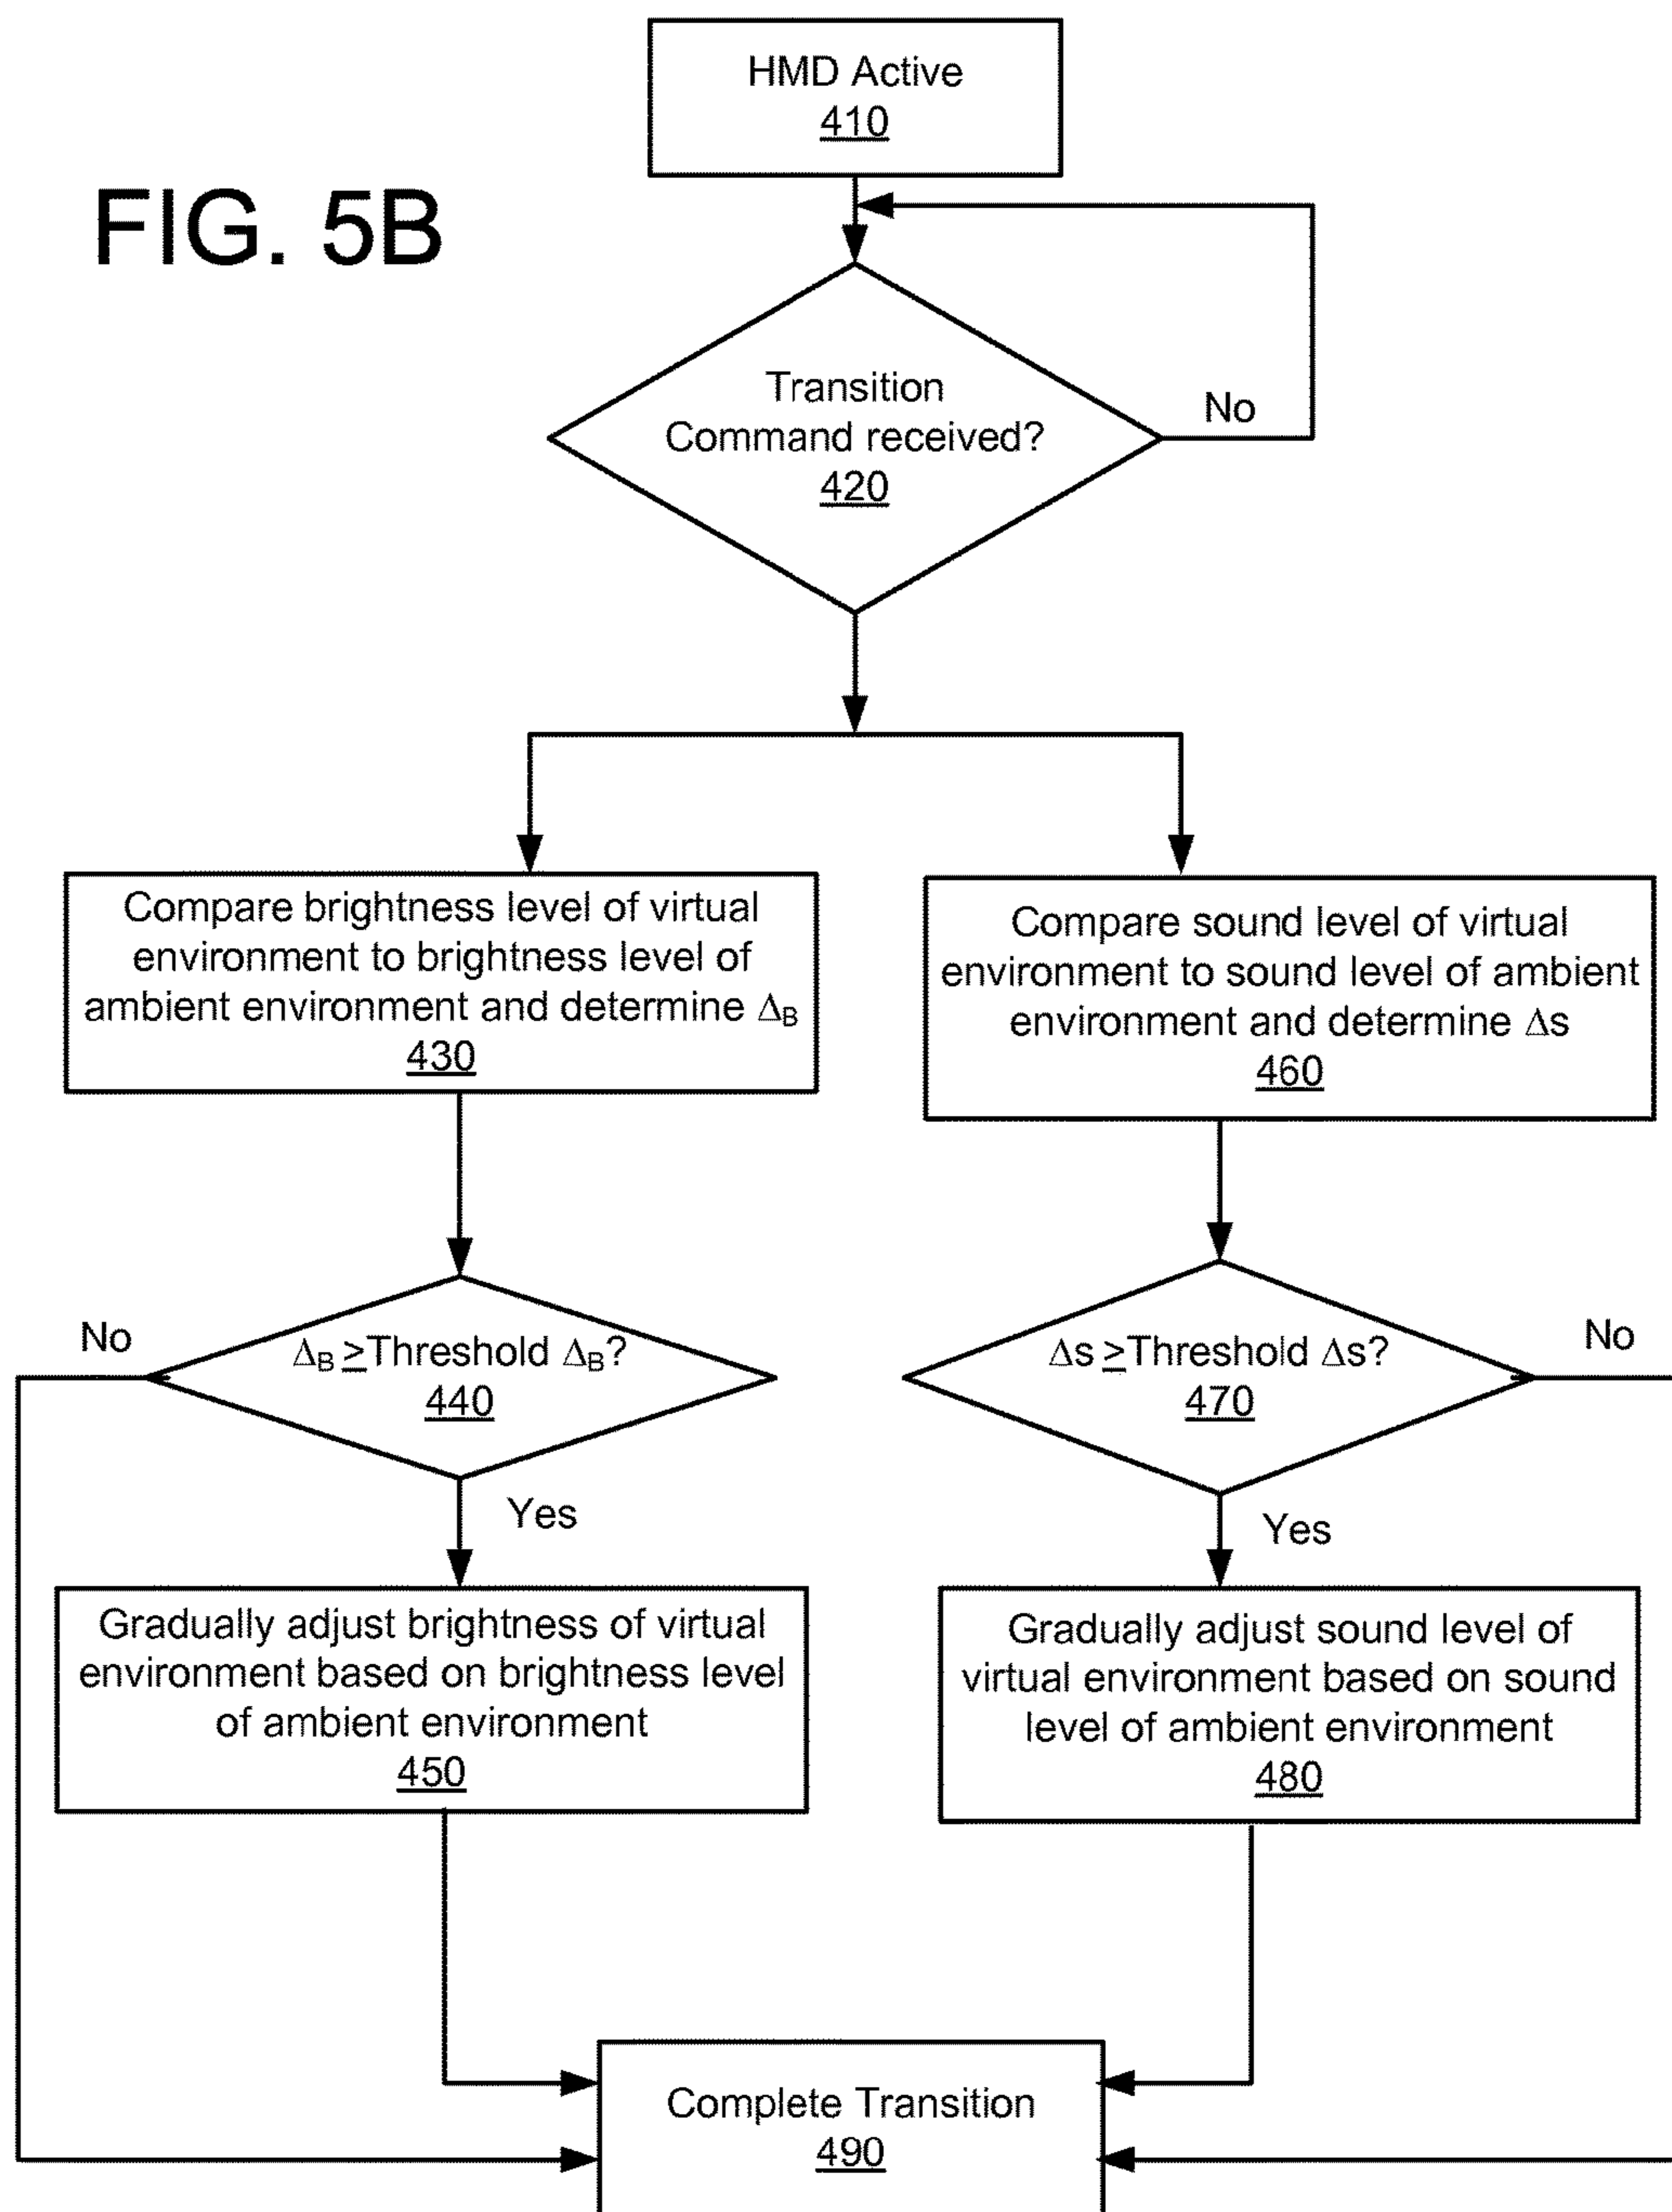 HMD Active
410
FIG. 5B
Transition
Command received?
420
No
Compare brightness level of virtual
environment to brightness level of
ambient environment and determine ΔB
430
Compare sound level of virtual
environment to sound level of ambient
environment and determine Δs
460
No
ΔB ≥Threshold ΔB?
440
Δs ≥Threshold Δs?
470
No
Yes
Yes
Gradually adjust brightness of virtual
environment based on brightness level
of ambient environment
450
Gradually adjust sound level of
virtual environment based on sound
level of ambient environment
480
Complete Transition
490